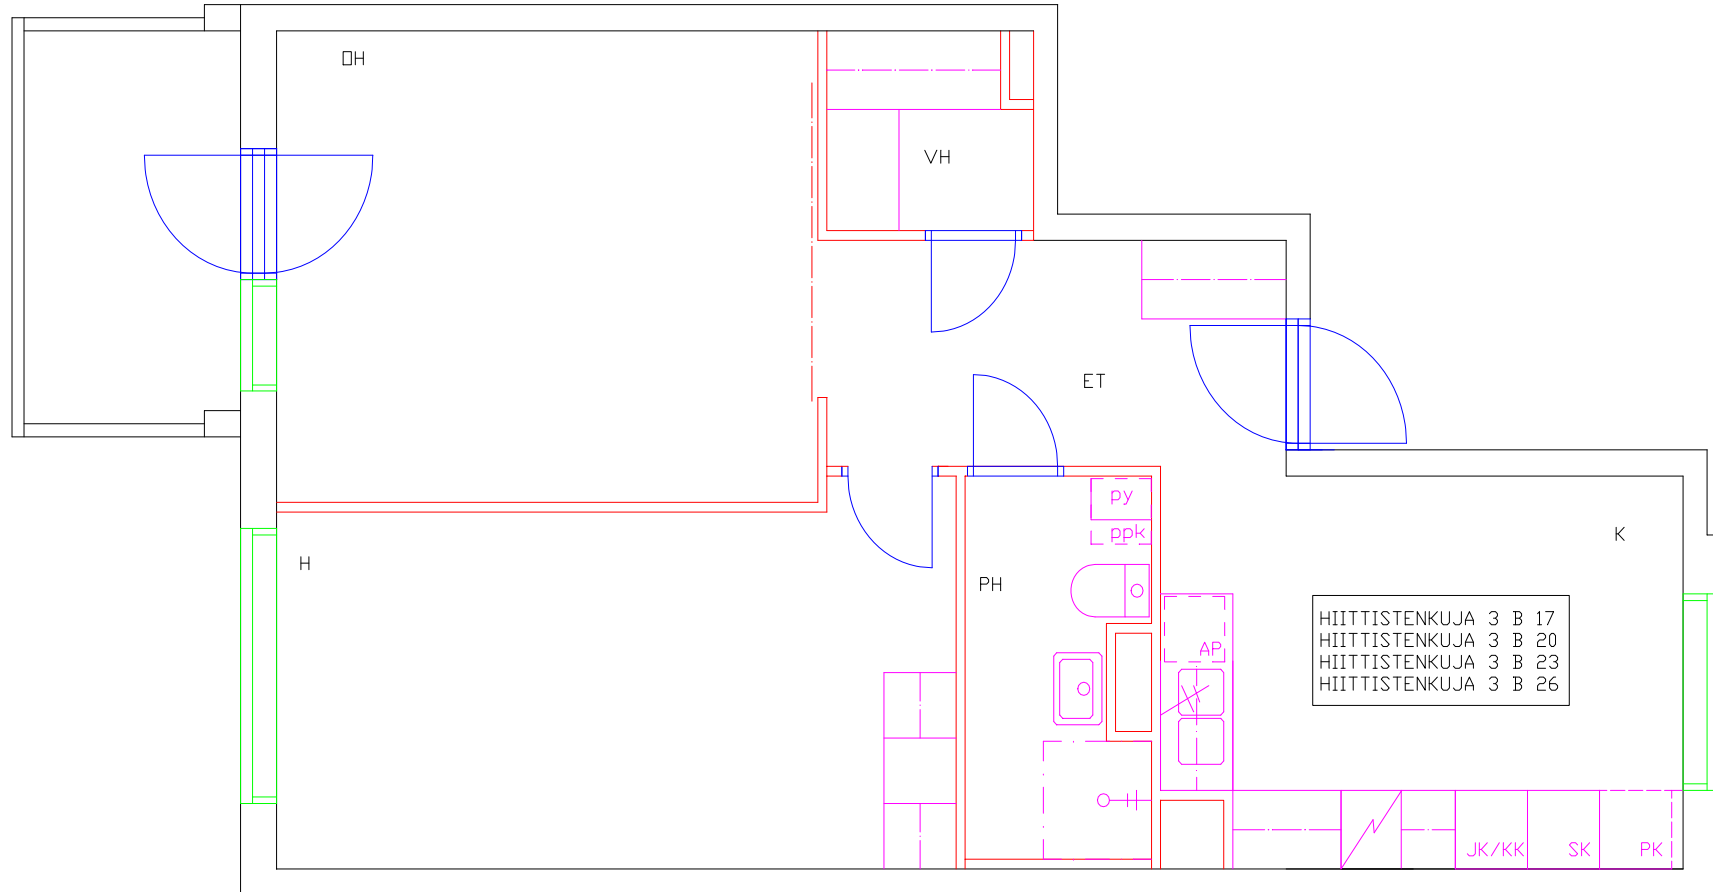 OH
VH
ET
py
ppk
K
H
PH
HIITTISTENKUJA 3 B 17
HIITTISTENKUJA 3 B 20
HIITTISTENKUJA 3 B 23
HIITTISTENKUJA 3 B 26
AP
JK/KK
SK
PK